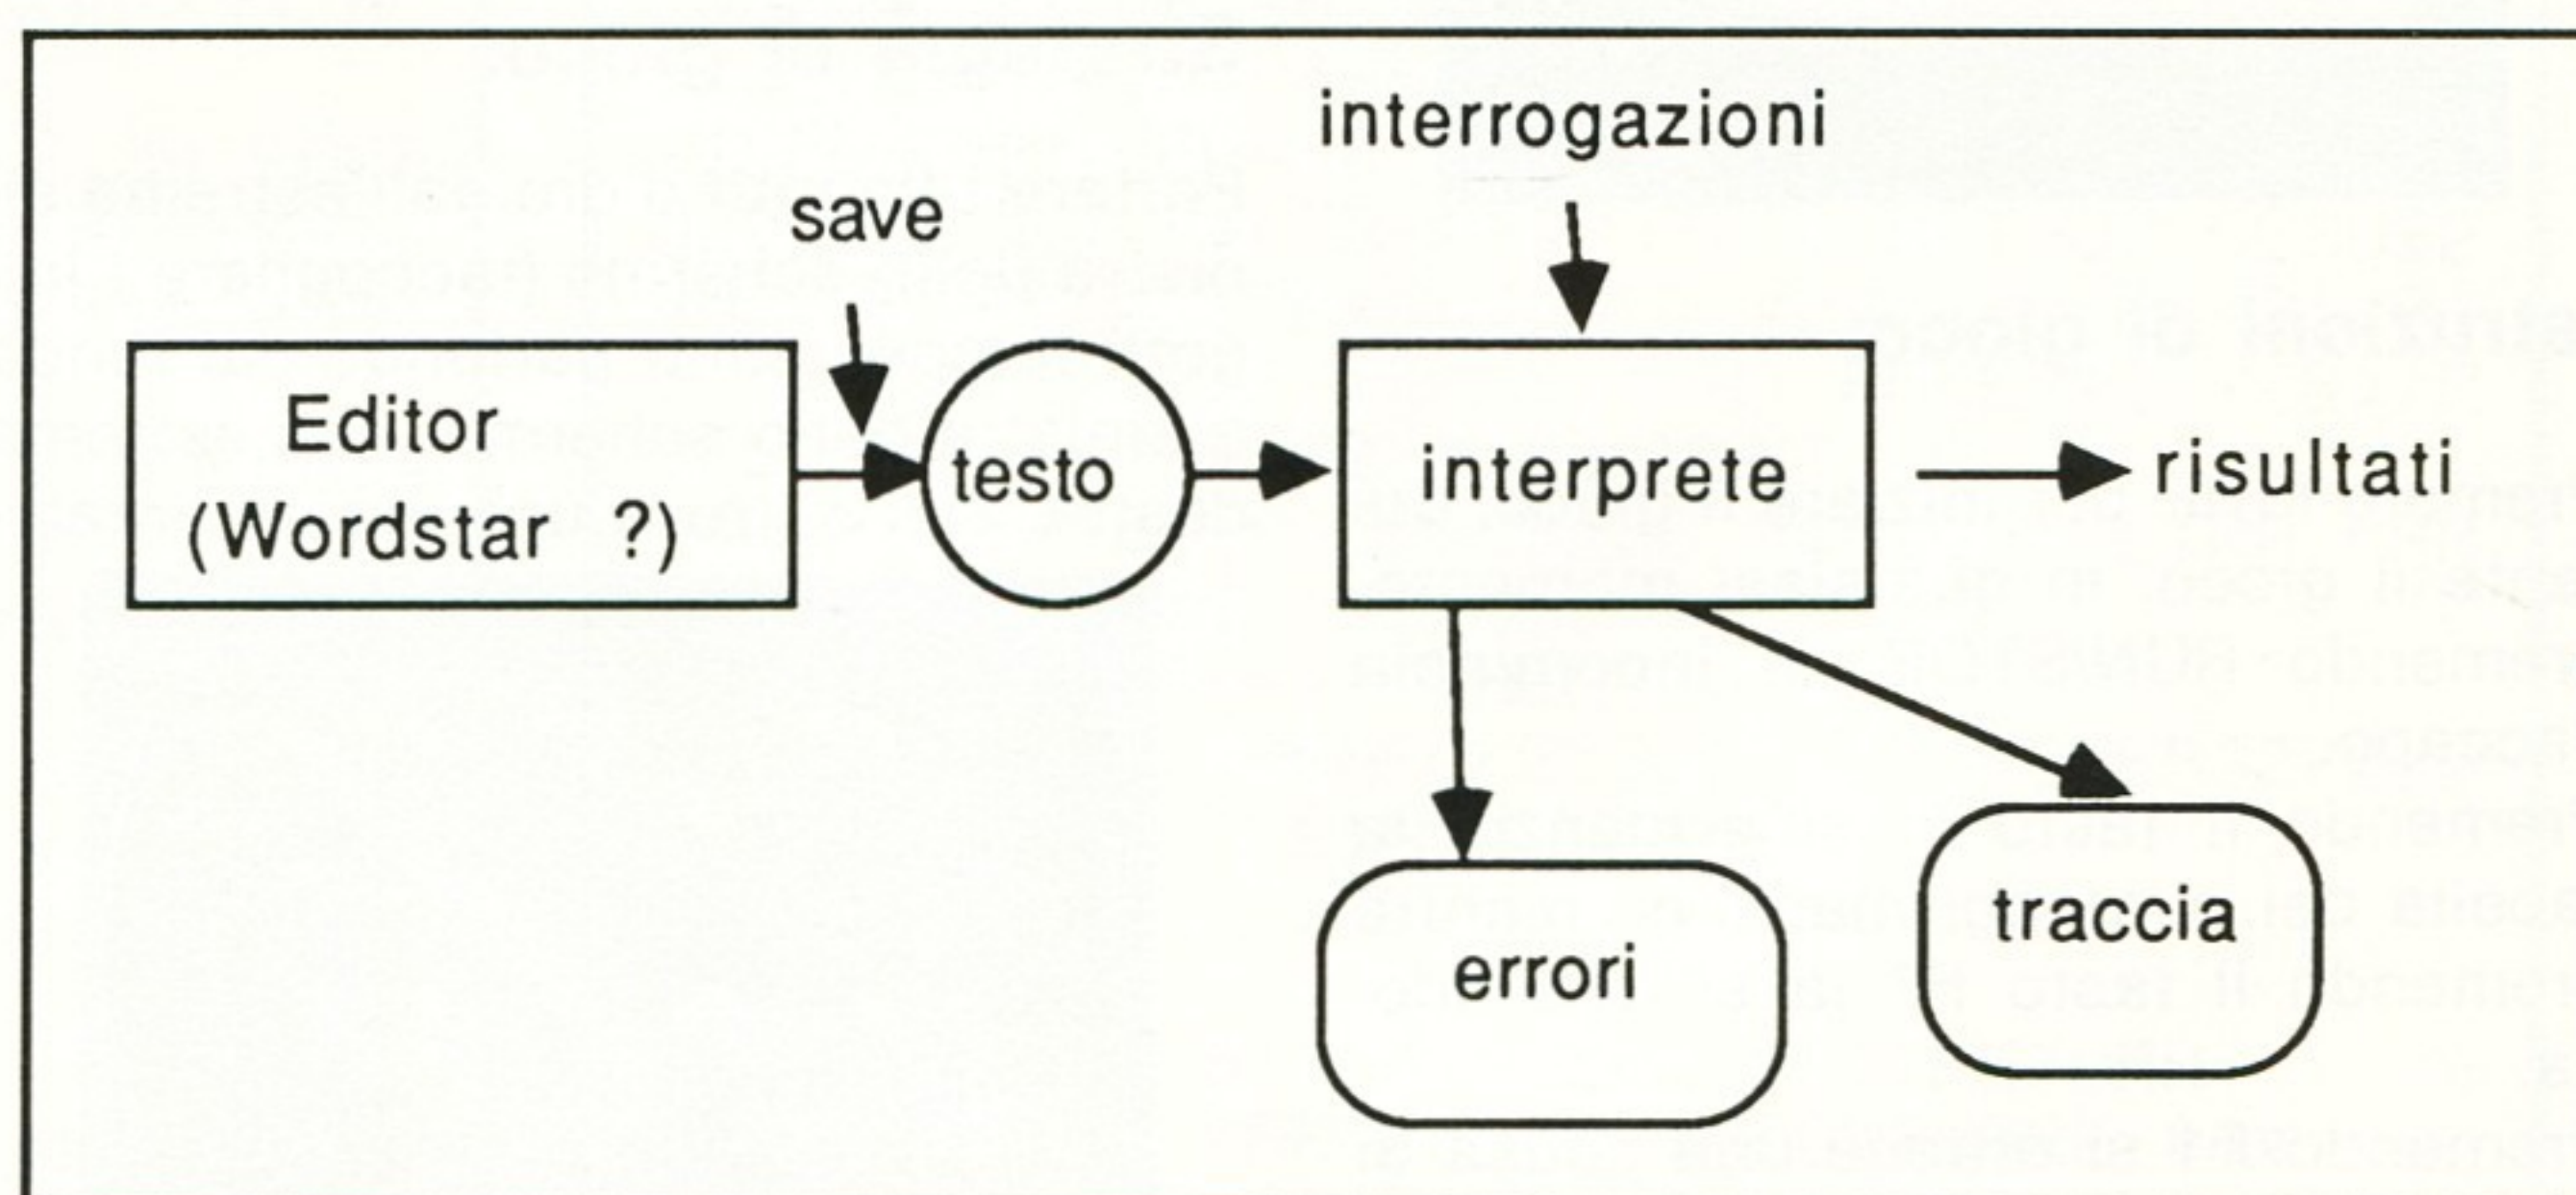 interrogazioni
save
Editor
(Wordstar ?)
testo
interprete
risultati
errori
traccia